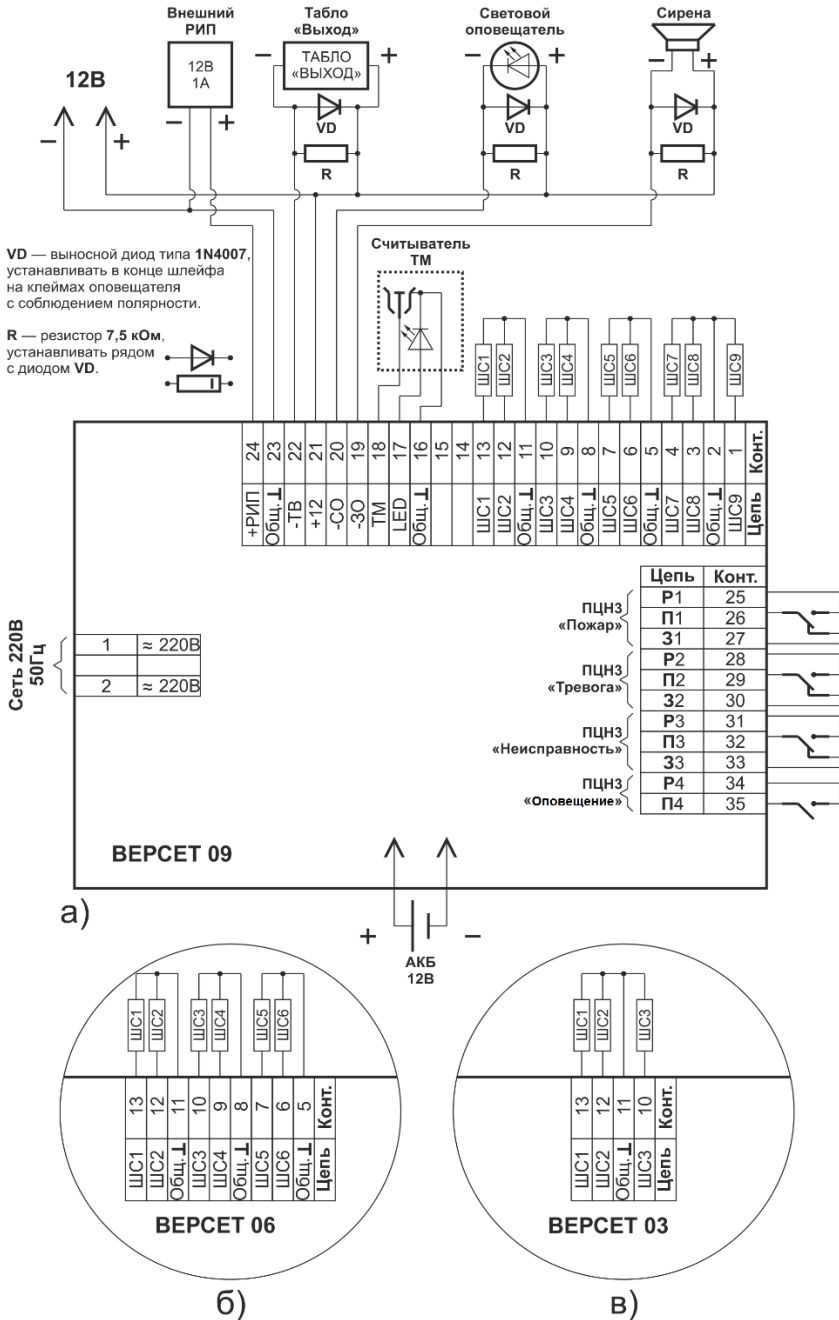 Внешний РИП
Табло «Выход»
Световой оповещатель
Сирена
12В
− +
12В 1А
− +
− ТАБЛО «ВЫХОД» +
− +
− +
VD
R
VD
R
VD
R
VD — выносной диод типа 1N4007,
устанавливать в конце шлейфа
на клеймах оповещателя
с соблюдением полярности.
R — резистор 7,5 кОм,
устанавливать рядом
с диодом VD.
Считыватель
ТМ
ШС1 ШС2 ШС3 ШС4 ШС5 ШС6 ШС7 ШС8 ШС9
24 23 22 21 20 19 18 17 16 15 14 13 12 11 10 9 8 7 6 5 4 3 2 1 Конт.
+РИП Общ. -ТВ +12 -СО -ЗО ТМ LED Общ. ШС1 ШС2 Общ. ШС3 ШС4 Общ. ШС5 ШС6 Общ. ШС7 ШС8 Общ. ШС9 Цепь
Сеть 220В
50Гц
1 ≈ 220В
2 ≈ 220В
Цепь Конт.
ПЦН3 «Пожар»
Р1 25
П1 26
З1 27
ПЦН3 «Тревога»
Р2 28
П2 29
З2 30
ПЦН3 «Неисправность»
Р3 31
П3 32
З3 33
ПЦН3 «Оповещение»
Р4 34
П4 35
ВЕРСЕТ 09
а)
+ −
АКБ
12В
ШС1 ШС2 ШС3 ШС4 ШС5 ШС6
13 12 11 10 9 8 7 6 5 Конт.
ШС1 ШС2 Общ. ШС3 ШС4 Общ. ШС5 ШС6 Общ. Цепь
ВЕРСЕТ 06
б)
ШС1 ШС2 ШС3
13 12 11 10 Конт.
ШС1 ШС2 Общ. ШС3 Цепь
ВЕРСЕТ 03
в)